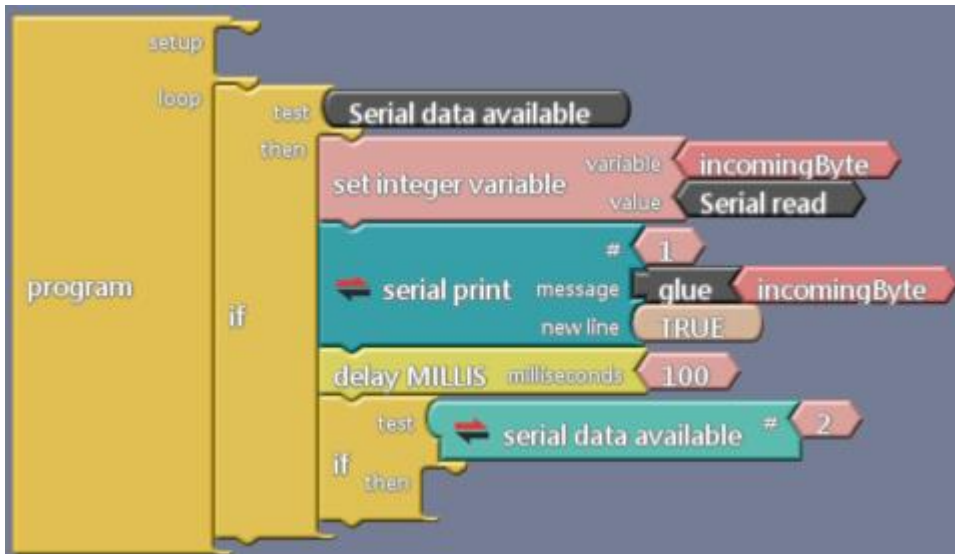 setup
loop
test
Serial data available
then
variable
incomingByte
set integer variable
value
Serial read
#
1
program
serial print
message
glue
incomingByte
if
new line
TRUE
delay MILLIS
milliseconds
100
test
serial data available
#
2
if
then